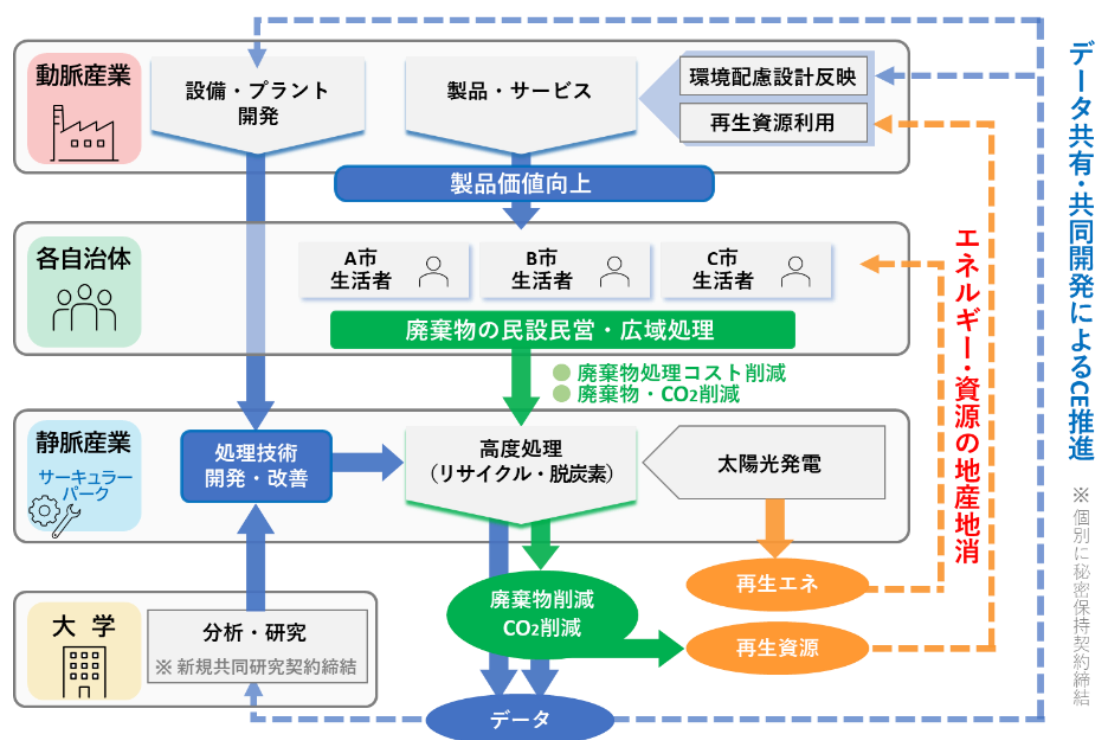 動脈産業
設備・プラント
開発
製品・サービス
環境配慮設計反映
再生資源利用
製品価値向上
各自治体
A市
生活者
B市
生活者
C市
生活者
廃棄物の民設民営・広域処理
廃棄物処理コスト削減
廃棄物・CO₂削減
静脈産業
サーキュラー
パーク
処理技術
開発・改善
高度処理
（リサイクル・脱炭素）
太陽光発電
大 学
分析・研究
※ 新規共同研究契約締結
廃棄物削減
CO₂削減
再生エネ
再生資源
データ
エネルギー・資源の地産地消
データ共有・共同開発によるCE推進
※個別に秘密保持契約締結